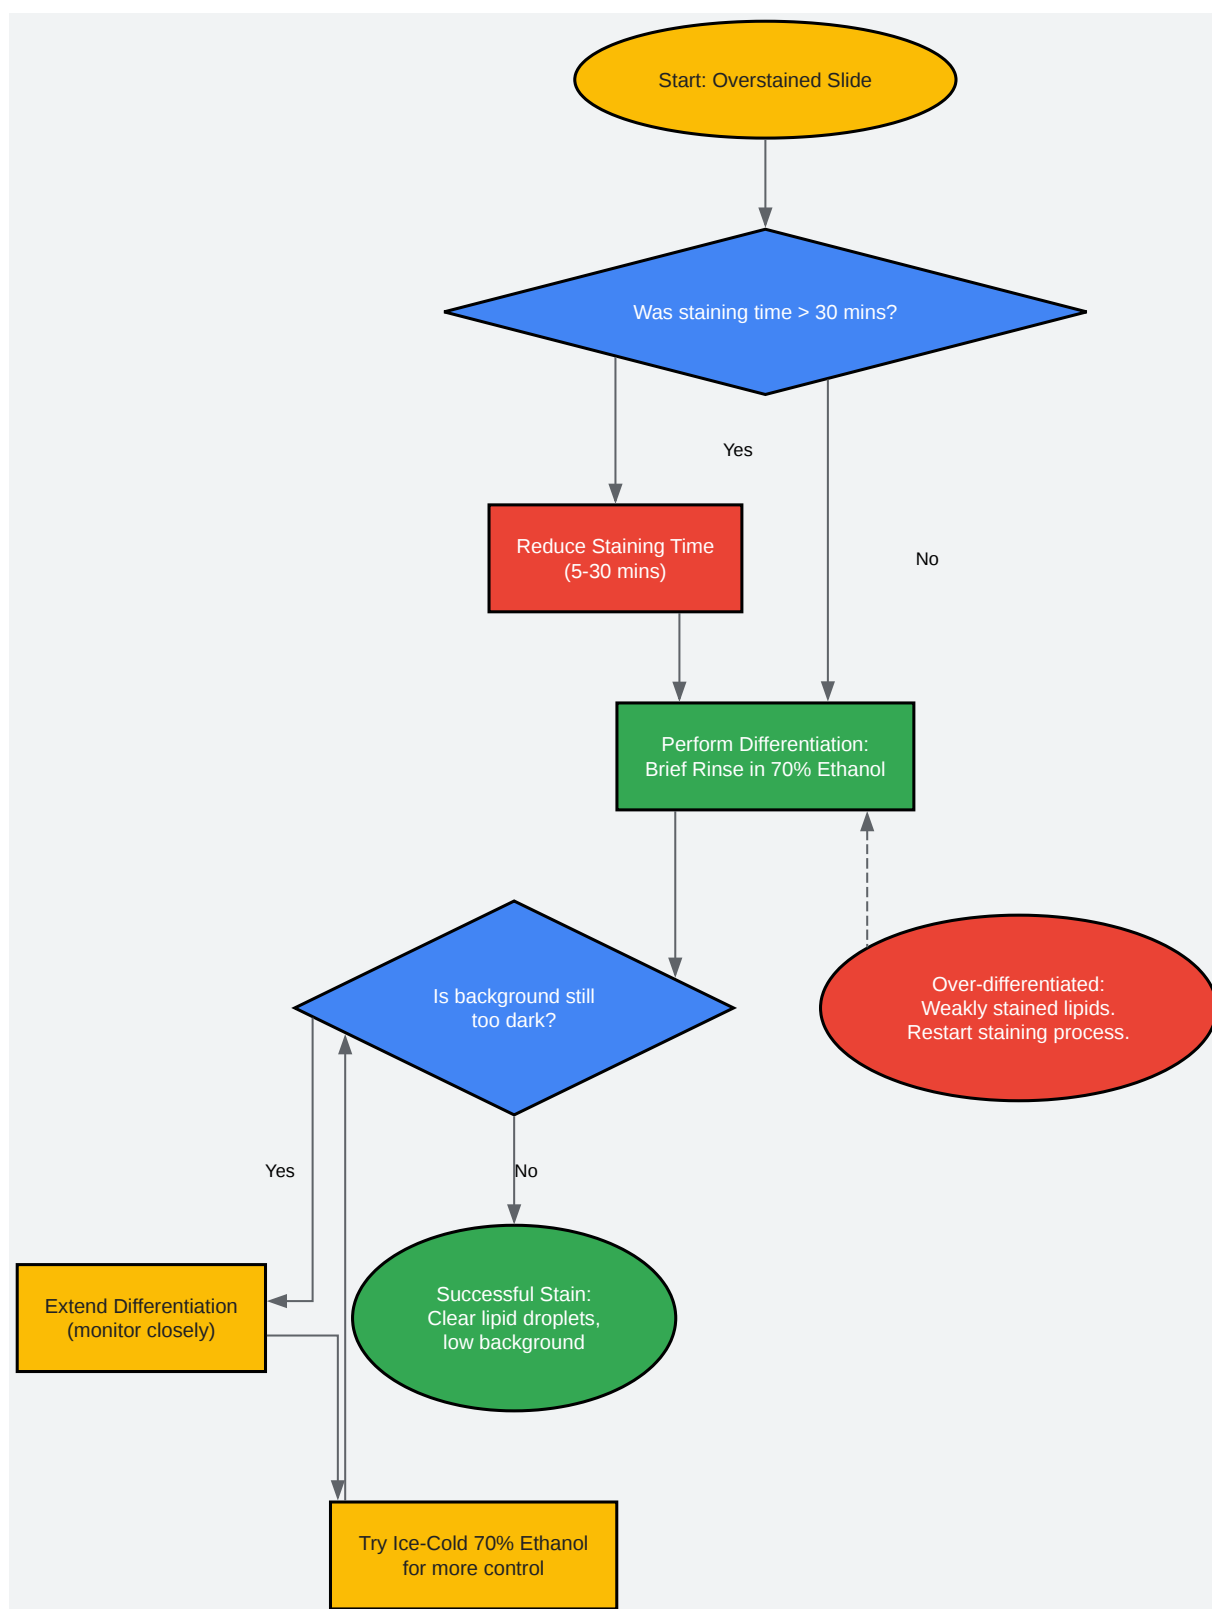 Start: Overstained Slide
Was staining time > 30 mins?
Yes
Reduce Staining Time
(5-30 mins)
No
Perform Differentiation:
Brief Rinse in 70% Ethanol
Is background still
too dark?
Over-differentiated:
Weakly stained lipids.
Restart staining process.
Yes
No
Extend Differentiation
(monitor closely)
Successful Stain:
Clear lipid droplets,
low background
Try Ice-Cold 70% Ethanol
for more control